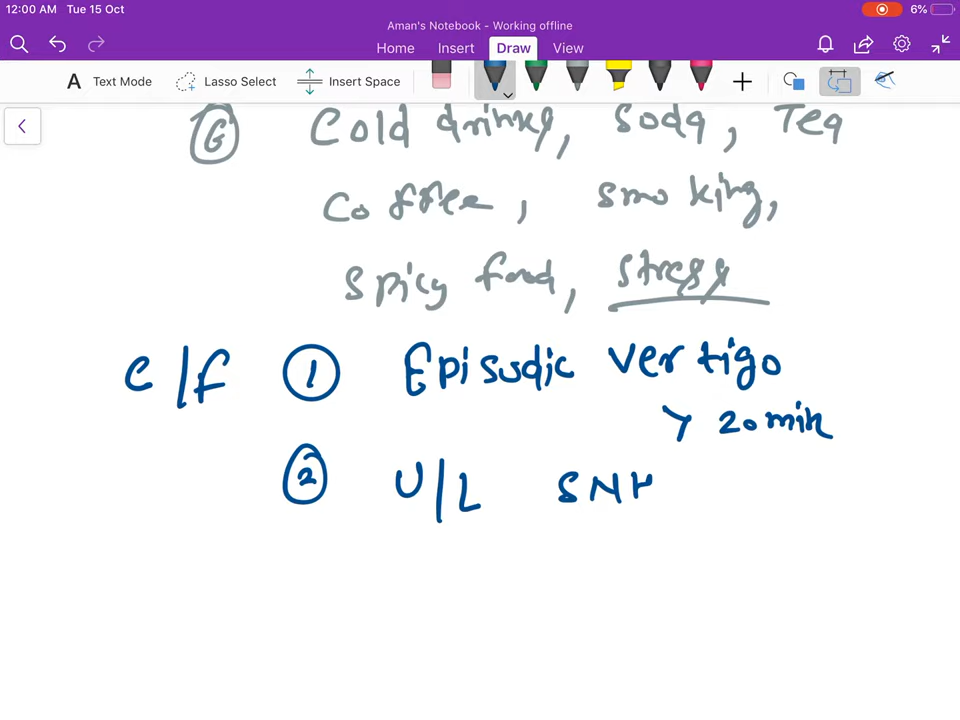 12:00 AM Tue 15 Oct 6%
Aman's Notebook - Working offline
Home Insert Draw View
A Text Mode Lasso Select Insert Space
6 Cold drinks, Soda, Tea
Coffee, smoking,
spicy food, stress
C/F 1 Episodic vertigo
> 20 min
2 U/L SNH